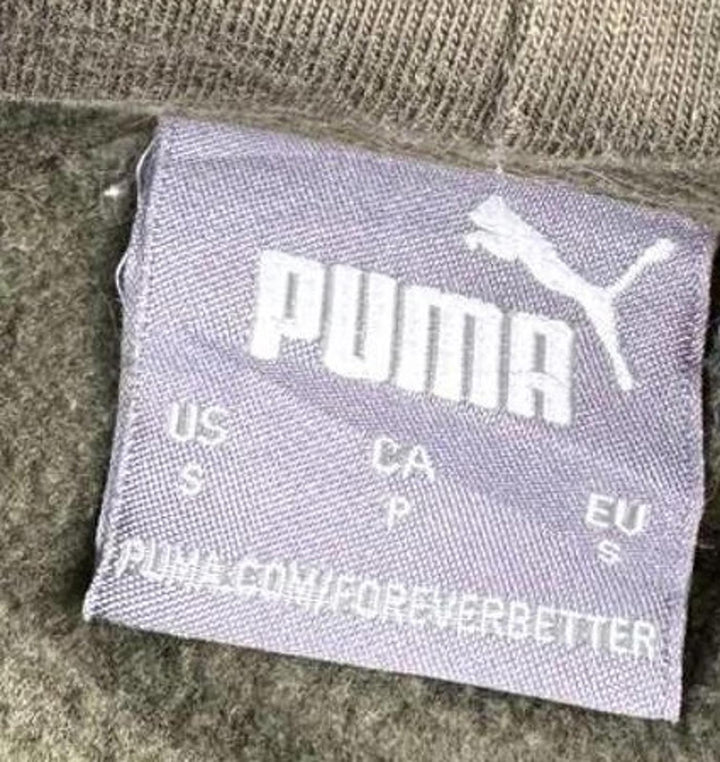 PUMA
US CA EU
S P S
PUMA.COM/FOREVERBETTER